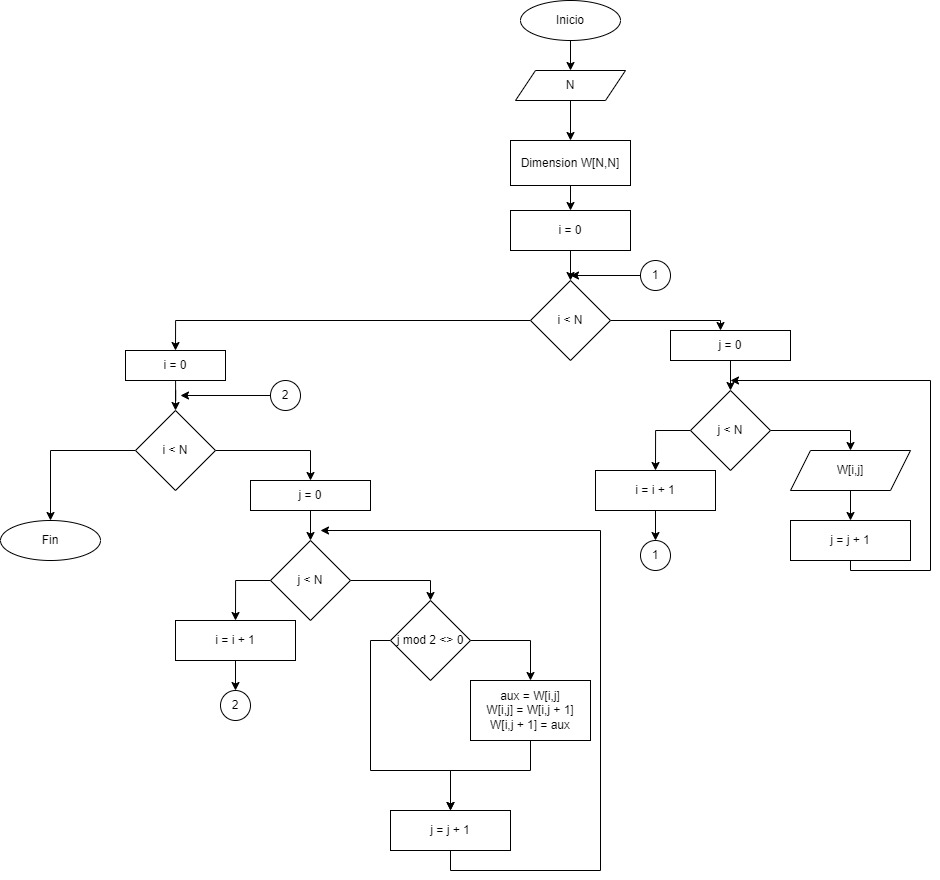 Inicio
N
Dimension W[N,N]
i = 0
1
i < N
i = 0
j = 0
2
i < N
j < N
j = 0
i = i + 1
W[i,j]
Fin
j = j + 1
1
j < N
i = i + 1
j mod 2 <> 0
2
aux = W[i,j]
W[i,j] = W[i,j + 1]
W[i,j + 1] = aux
j = j + 1